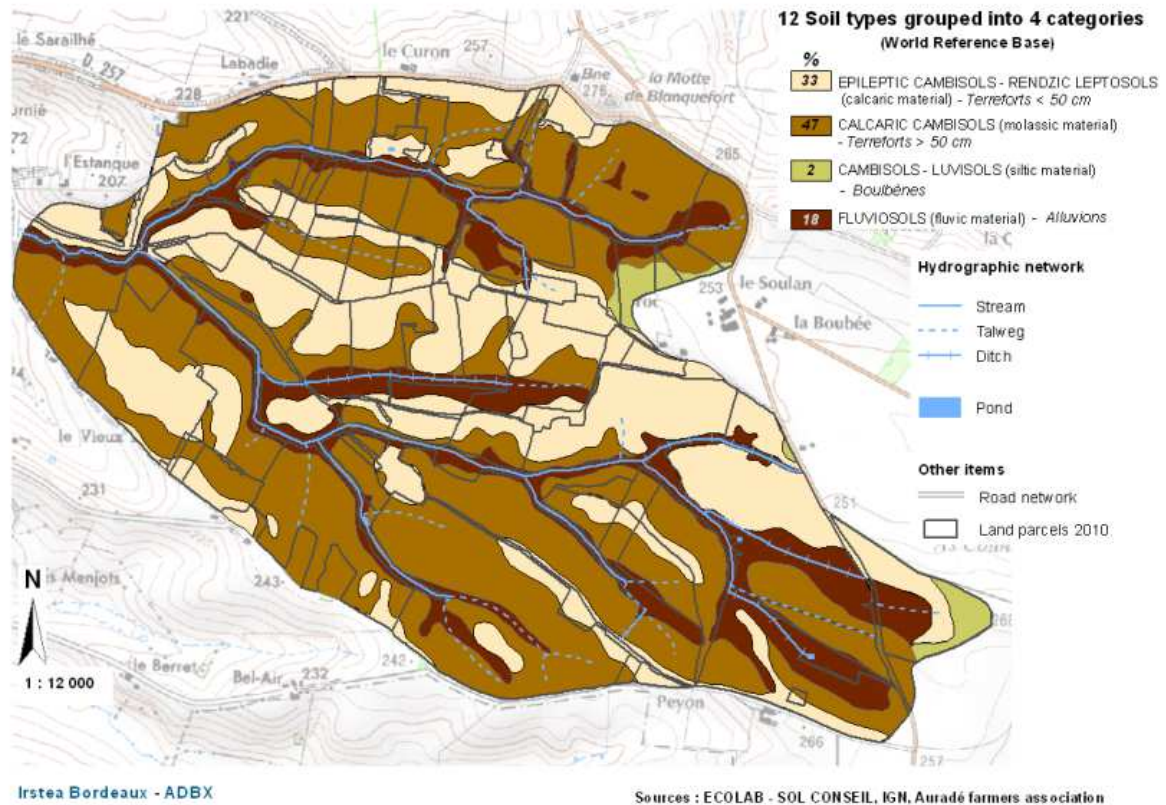 12 Soil types grouped into 4 categories
(World Reference Base)
%
33 EPILEPTIC CAMBISOLS - RENDZIC LEPTOSOLS
(calcaric material) - Terreforts < 50 cm
47 CALCARIC CAMBISOLS (molassic material)
- Terreforts > 50 cm
2 CAMBISOLS - LUVISOLS (siltic material)
- Boulbènes
18 FLUVIOSOLS (fluvic material) - Alluvions
Hydrographic network
Stream
Talweg
Ditch
Pond
Other items
Road network
Land parcels 2010
221
le Sarailhé
D. 257
Labadie
le Curon
257
Bne
276
la Motte
de Blanquefort
228
72
l'Estanque
207
265
253
le Soulan
la Boubée
le Vieux
231
251
N
is Menjots
243
268
1 : 12 000
le Berret
Bel-Air
232
242
Peyon
266
257
Irstea Bordeaux - ADBX
Sources : ECOLAB - SOL CONSEIL, IGN, Auradé farmers association